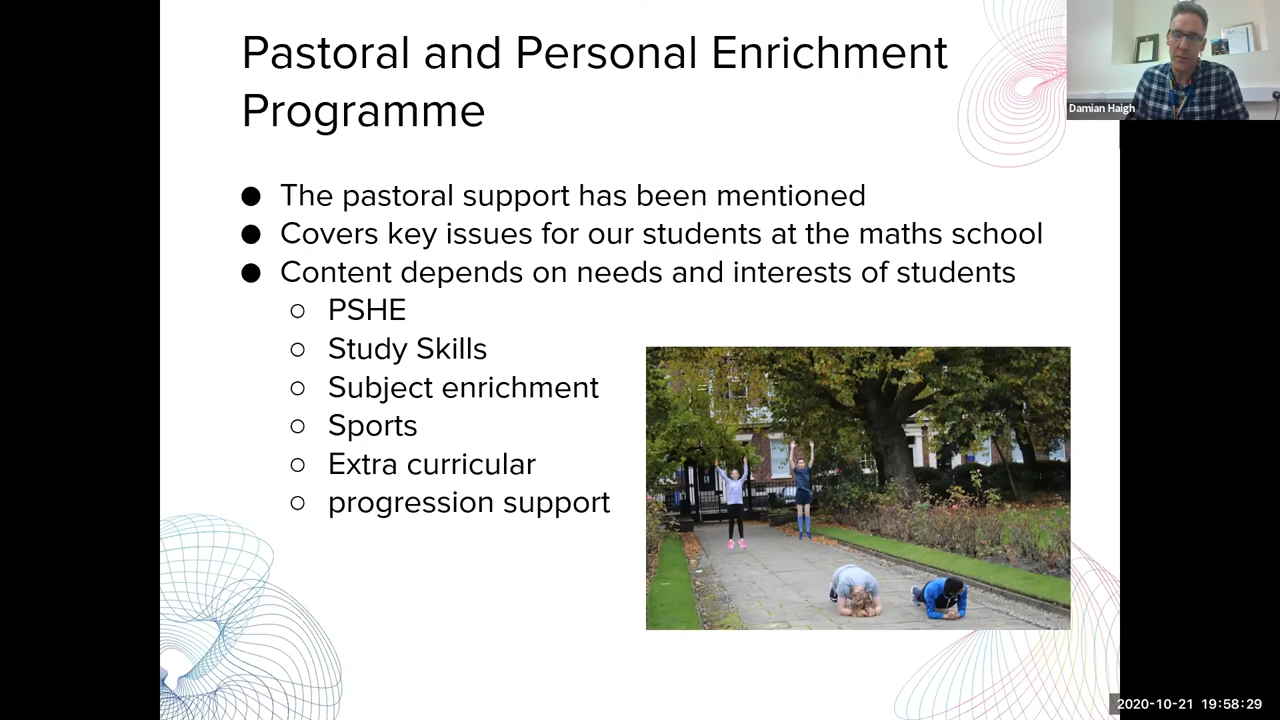 Pastoral and Personal Enrichment
Programme
● The pastoral support has been mentioned
● Covers key issues for our students at the maths school
● Content depends on needs and interests of students
○ PSHE
○ Study Skills
○ Subject enrichment
○ Sports
○ Extra curricular
○ progression support
Damian Haigh
2020-10-21 19:58:29